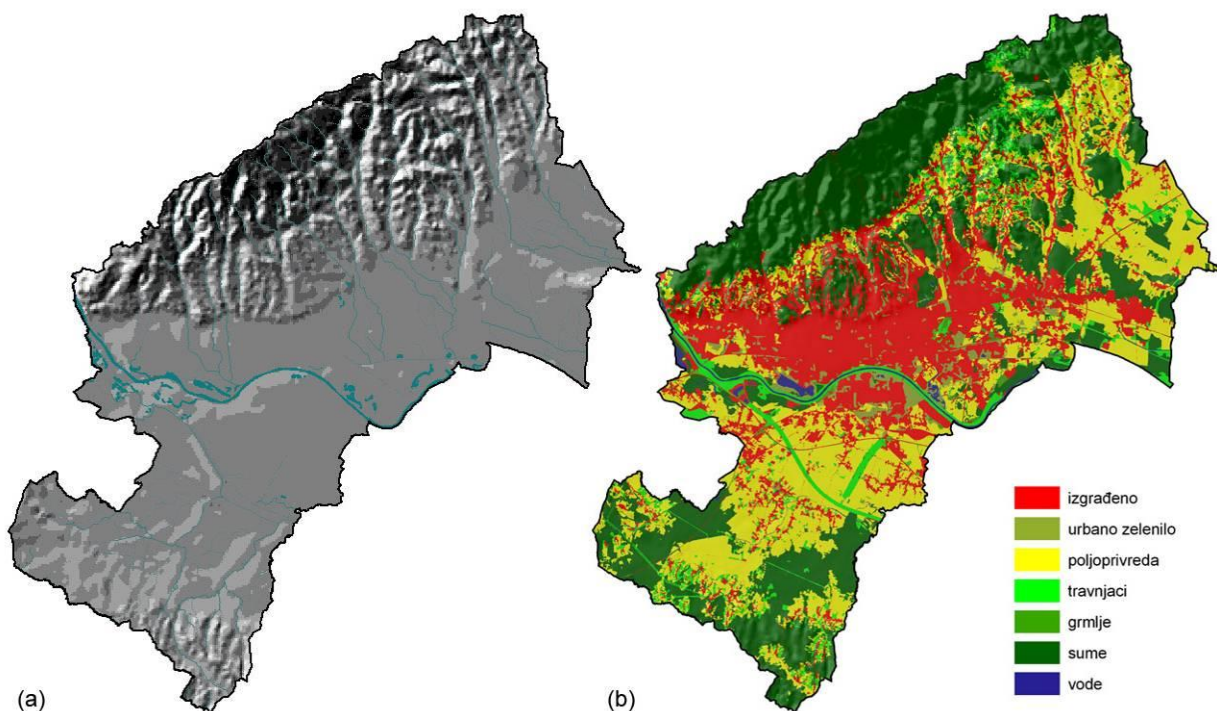 izgrađeno
urbano zelenilo
poljoprivreda
travnjaci
grmlje
sume
vode
(a)
(b)